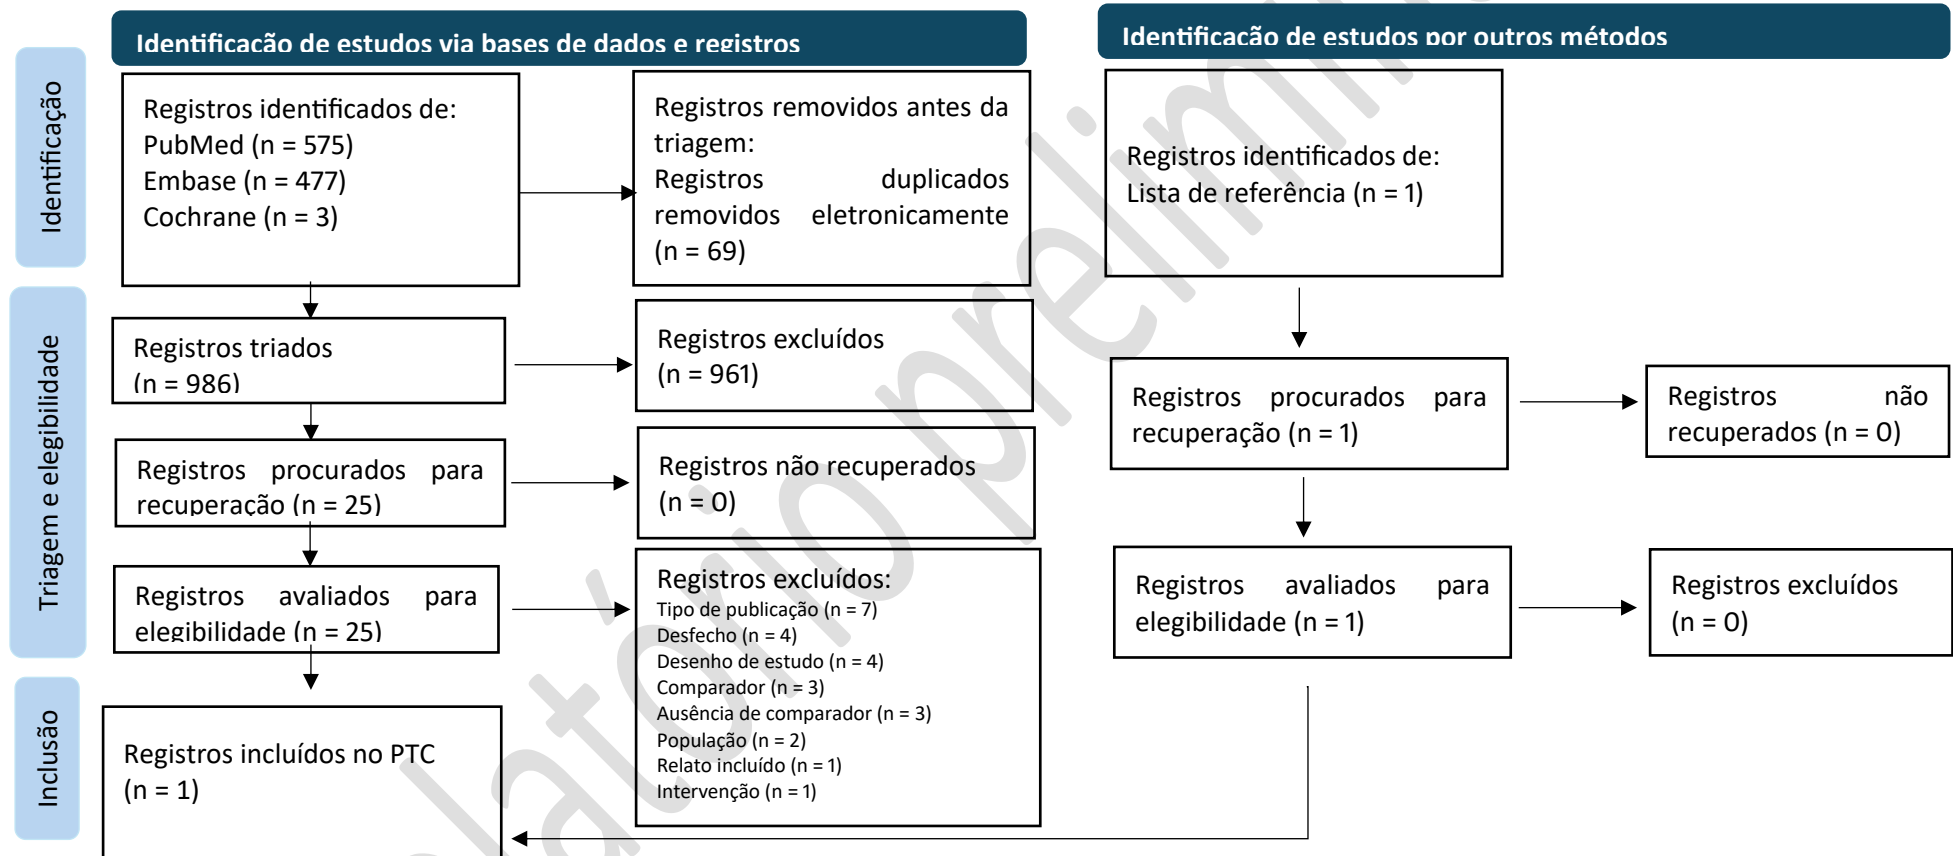 Identificação de estudos via bases de dados e registros
Identificação de estudos por outros métodos
Identificação
Registros identificados de:
PubMed (n = 575)
Embase (n = 477)
Cochrane (n = 3)
Registros removidos antes da
triagem:
Registros duplicados
removidos eletronicamente
(n = 69)
Registros identificados de:
Lista de referência (n = 1)
Triagem e elegibilidade
Registros triados
(n = 986)
Registros excluídos
(n = 961)
Registros procurados para
recuperação (n = 25)
Registros não recuperados
(n = 0)
Registros procurados para
recuperação (n = 1)
Registros não
recuperados (n = 0)
Registros avaliados para
elegibilidade (n = 25)
Registros excluídos:
Tipo de publicação (n = 7)
Desfecho (n = 4)
Desenho de estudo (n = 4)
Comparador (n = 3)
Ausência de comparador (n = 3)
População (n = 2)
Relato incluído (n = 1)
Intervenção (n = 1)
Registros avaliados para
elegibilidade (n = 1)
Registros excluídos
(n = 0)
Inclusão
Registros incluídos no PTC
(n = 1)
elatório prelimin